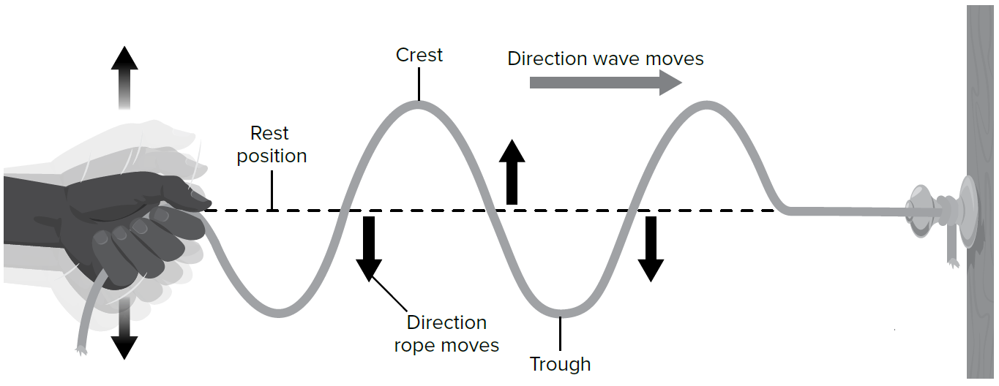 Crest
Direction wave moves
Rest
position
Direction
rope moves
Trough